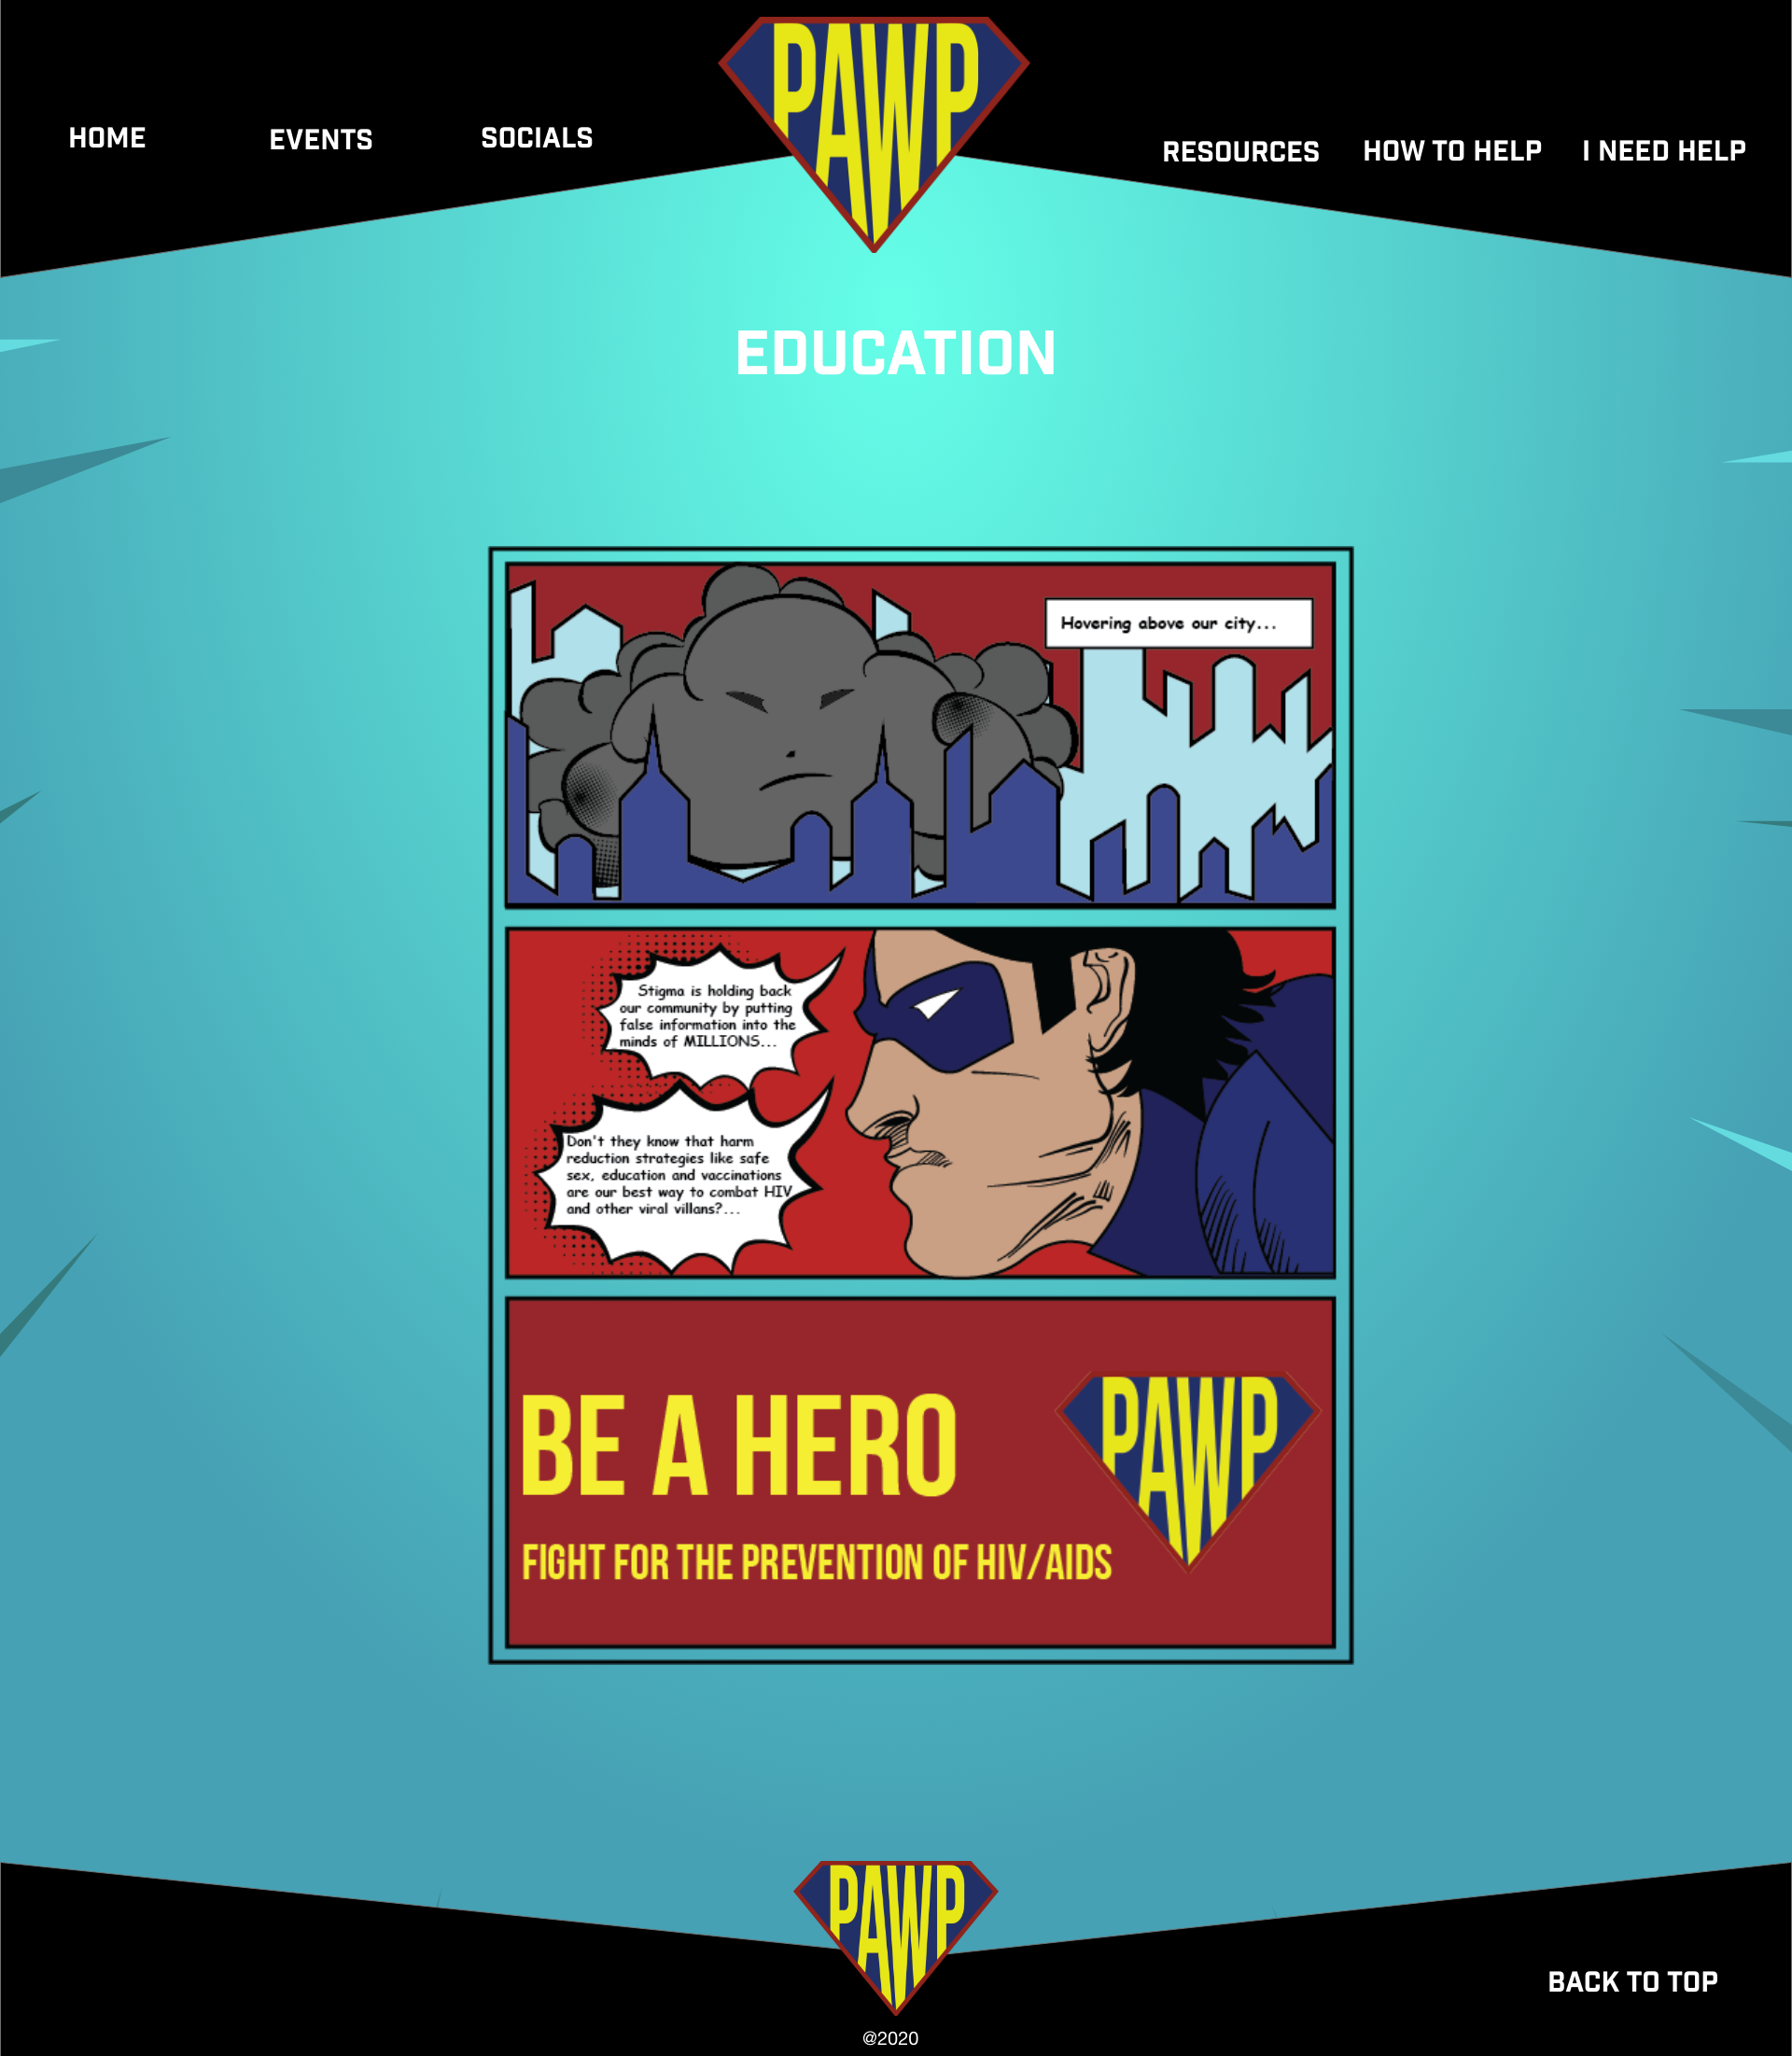 PAWP
HOME
EVENTS
SOCIALS
RESOURCES
HOW TO HELP
I NEED HELP
EDUCATION
Hovering above our city...
Stigma is holding back
our community by putting
false information into the
minds of MILLIONS...
Don't they know that harm
reduction strategies like safe
sex, education and vaccinations
are our best way to combat HIV
and other viral villans?...
BE A HERO
PAWP
FIGHT FOR THE PREVENTION OF HIV/AIDS
PAWP
BACK TO TOP
@2020